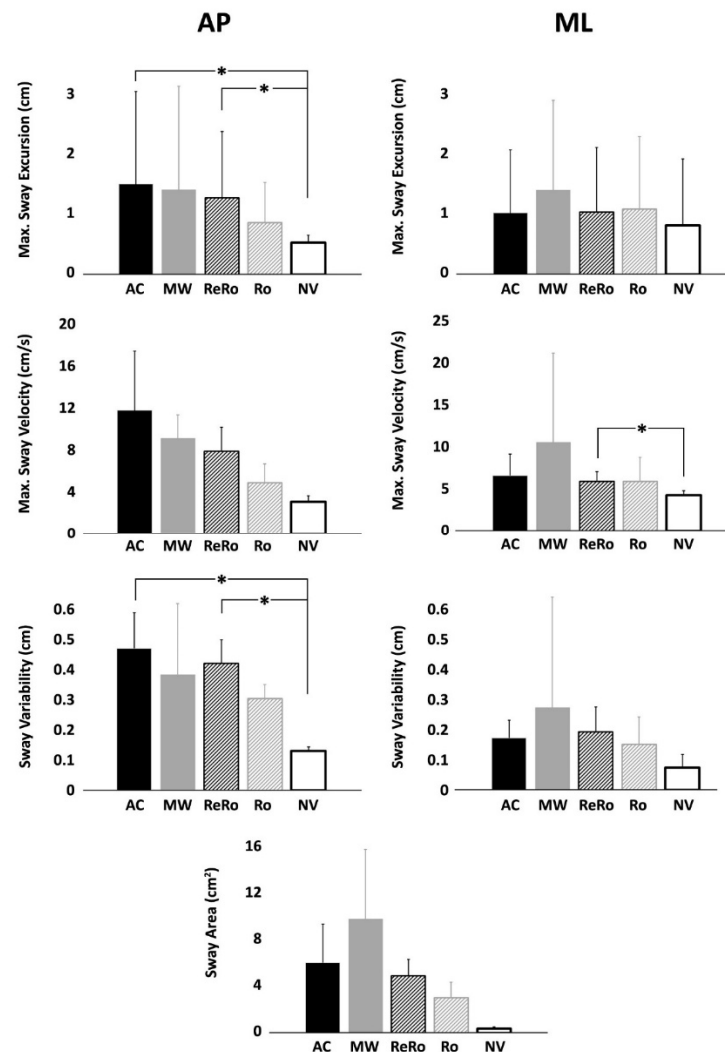 AP
ML
Max. Sway Excursion (cm)
3
2
1
0
*
*
AC MW ReRo Ro NV
Max. Sway Excursion (cm)
3
2
1
0
AC MW ReRo Ro NV
Max. Sway Velocity (cm/s)
20
16
12
8
4
0
AC MW ReRo Ro NV
Max. Sway Velocity (cm/s)
25
20
15
10
5
0
*
AC MW ReRo Ro NV
Sway Variability (cm)
0.6
0.5
0.4
0.3
0.2
0.1
0
*
*
AC MW ReRo Ro NV
Sway Variability (cm)
0.6
0.5
0.4
0.3
0.2
0.1
0
AC MW ReRo Ro NV
Sway Area (cm²)
16
12
8
4
0
AC MW ReRo Ro NV